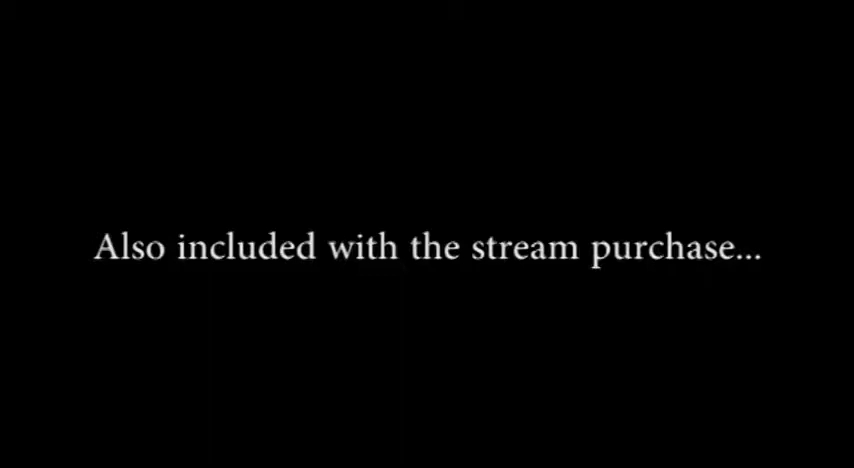 Also included with the stream purchase...